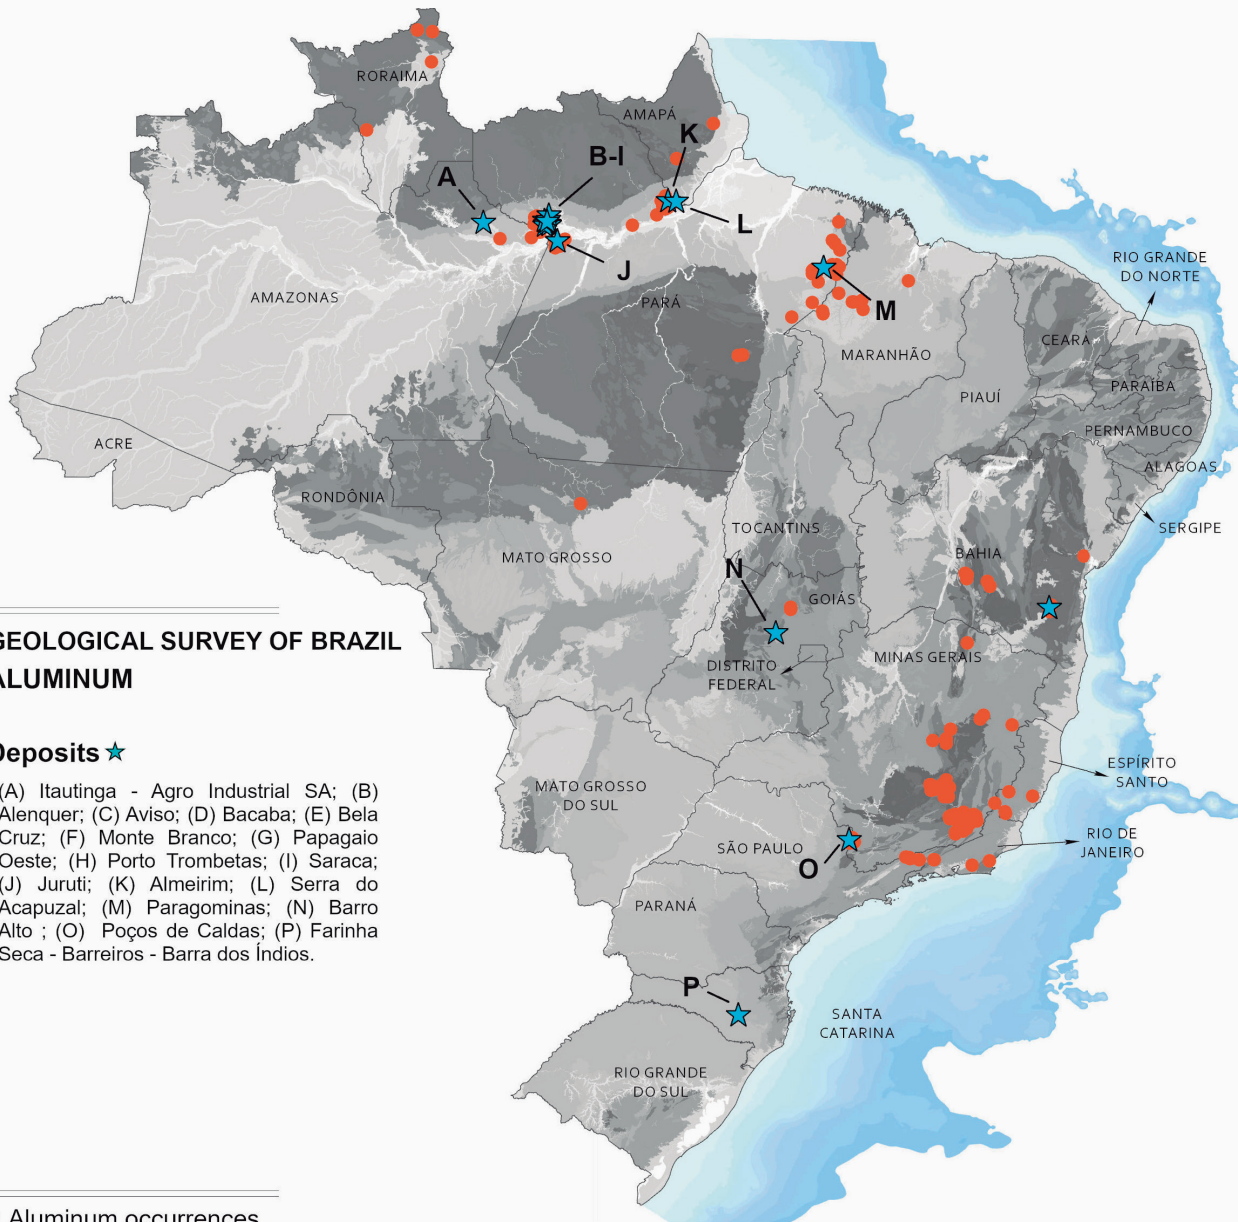 RORAIMA
AMAPÁ
K
B-I
A
L
J
RIO GRANDE
DO NORTE
AMAZONAS
PARÁ
M
CEARÁ
MARANHÃO
PARAÍBA
PIAUÍ
PERNAMBUCO
ACRE
ALAGOAS
RONDÔNIA
TOCANTINS
SERGIPE
MATO GROSSO
BAHIA
N
GOIÁS
GEOLOGICAL SURVEY OF BRAZIL
ALUMINUM
MINAS GERAIS
DISTRITO
FEDERAL
Deposits
ESPÍRITO
SANTO
MATO GROSSO
DO SUL
(A) Itautinga - Agro Industrial SA; (B)
Alenquer; (C) Aviso; (D) Bacaba; (E) Bela
Cruz; (F) Monte Branco; (G) Papagaio
Oeste; (H) Porto Trombetas; (I) Saraca;
(J) Juruti; (K) Almeirim; (L) Serra do
Acapuzal; (M) Paragominas; (N) Barro
Alto ; (O) Poços de Caldas; (P) Farinha
Seca - Barreiros - Barra dos Índios.
SÃO PAULO
RIO DE
JANEIRO
O
PARANÁ
P
SANTA
CATARINA
RIO GRANDE
DO SUL
Aluminum occurrences